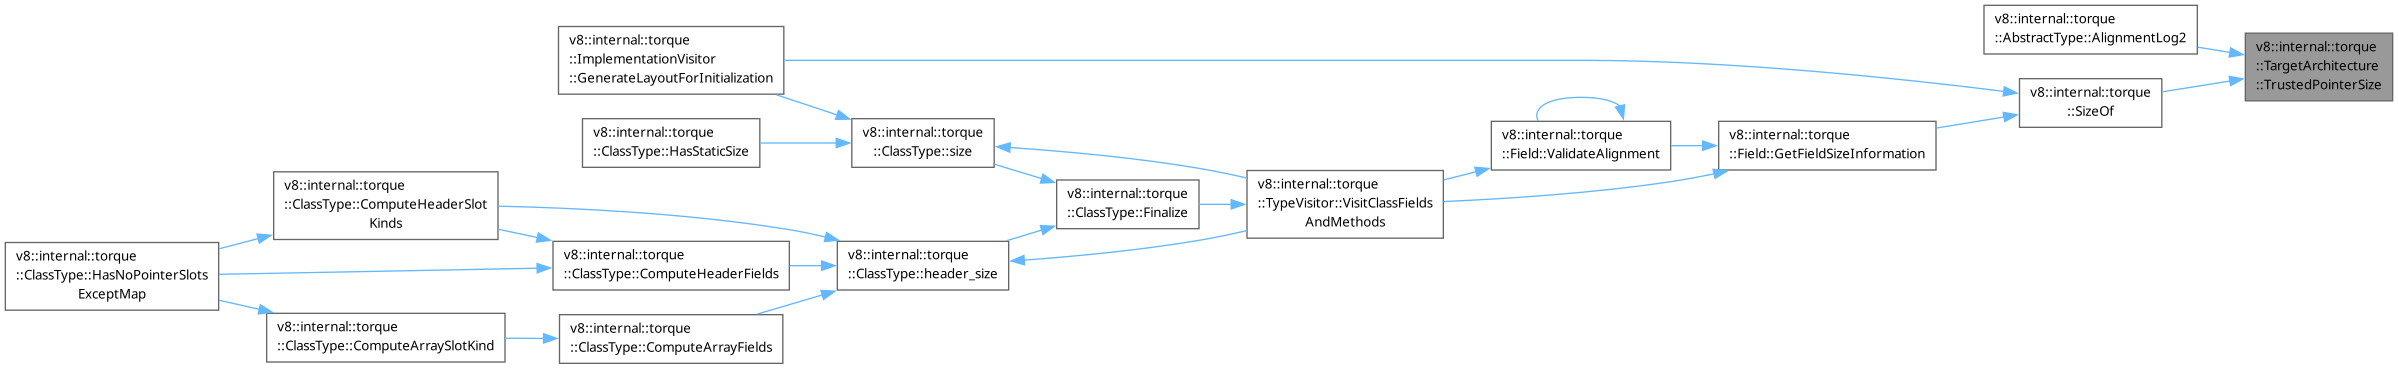 v8::internal::torque
::AbstractType::AlignmentLog2
v8::internal::torque
::TargetArchitecture
::TrustedPointerSize
v8::internal::torque
::ImplementationVisitor
::GenerateLayoutForInitialization
v8::internal::torque
::SizeOf
v8::internal::torque
::ClassType::HasStaticSize
v8::internal::torque
::ClassType::size
v8::internal::torque
::Field::ValidateAlignment
v8::internal::torque
::Field::GetFieldSizeInformation
v8::internal::torque
::ClassType::ComputeHeaderSlot
Kinds
v8::internal::torque
::ClassType::Finalize
v8::internal::torque
::TypeVisitor::VisitClassFields
AndMethods
v8::internal::torque
::ClassType::HasNoPointerSlots
ExceptMap
v8::internal::torque
::ClassType::ComputeHeaderFields
v8::internal::torque
::ClassType::header_size
v8::internal::torque
::ClassType::ComputeArraySlotKind
v8::internal::torque
::ClassType::ComputeArrayFields